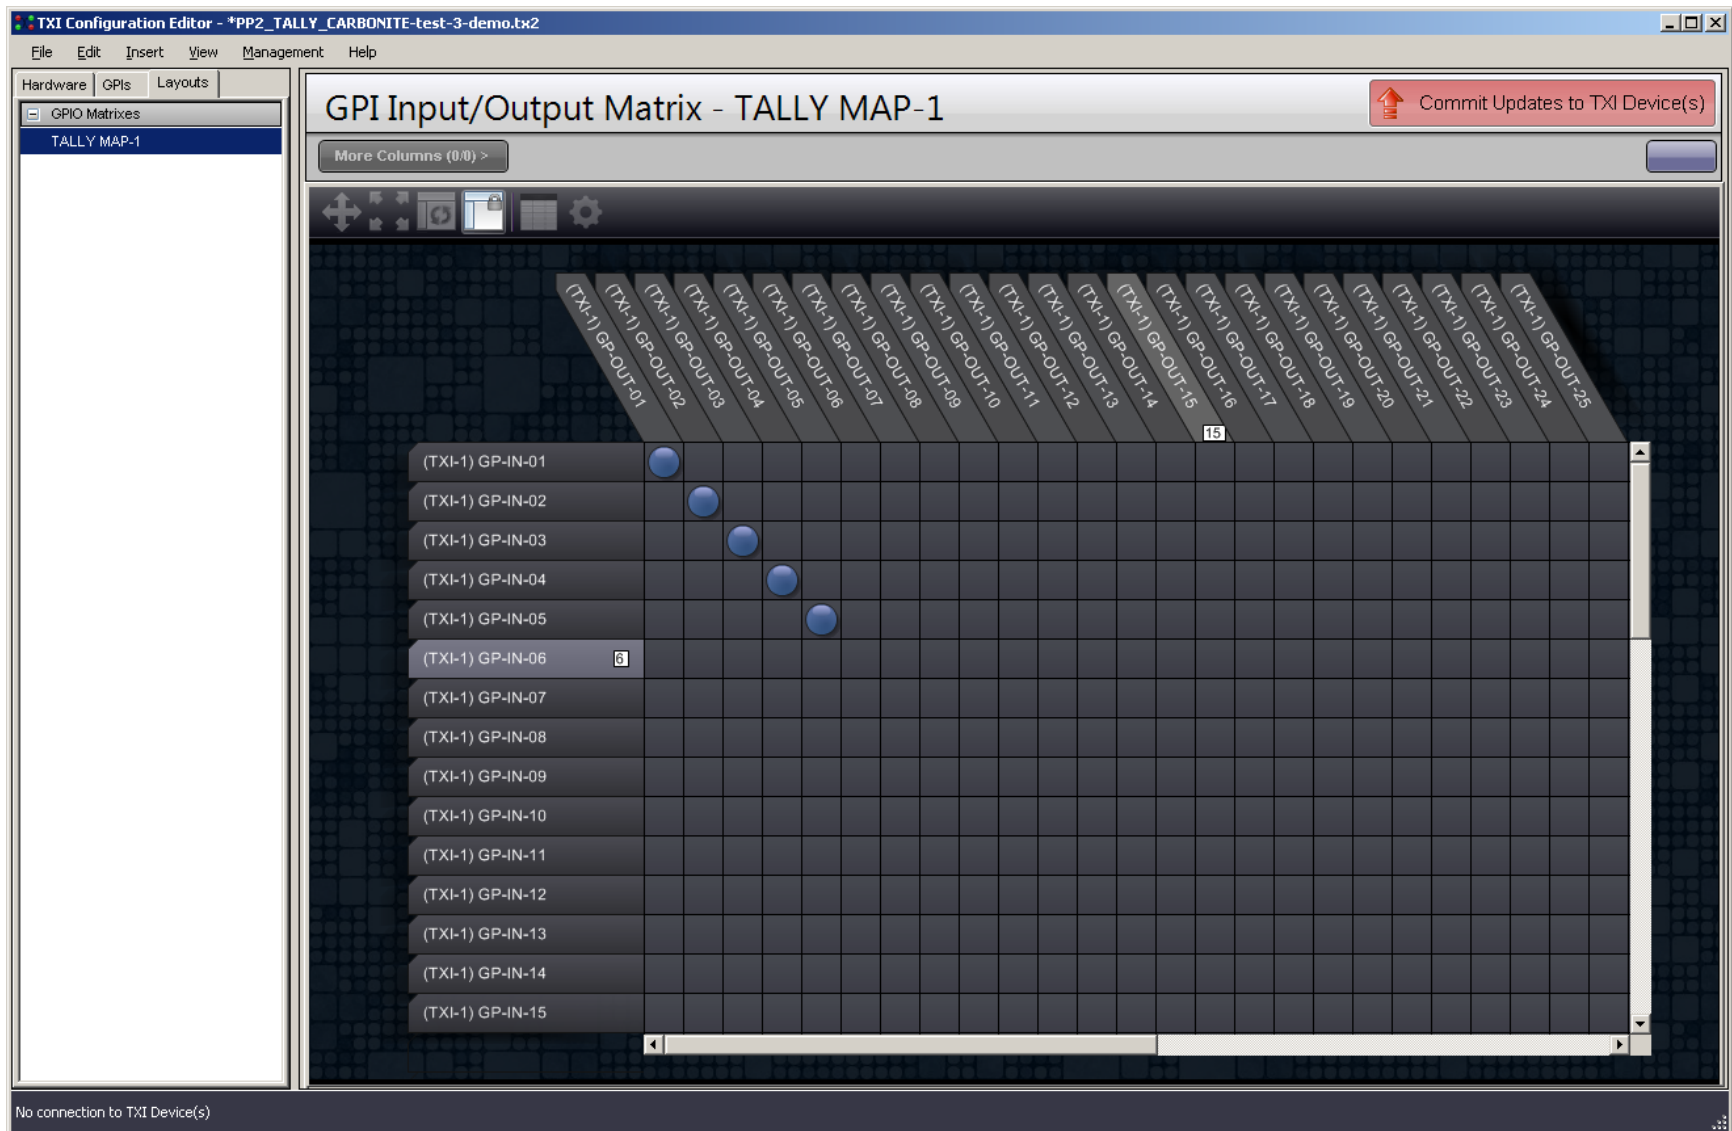 TXI Configuration Editor - *PP2_TALLY_CARBONITE-test-3-demo.tx2
File Edit Insert View Management Help
Hardware GPIs Layouts
GPIO Matrixes
TALLY MAP-1
GPI Input/Output Matrix - TALLY MAP-1
Commit Updates to TXI Device(s)
More Columns (0/0) >
(TXI-1) GP-OUT-01
(TXI-1) GP-OUT-02
(TXI-1) GP-OUT-03
(TXI-1) GP-OUT-04
(TXI-1) GP-OUT-05
(TXI-1) GP-OUT-06
(TXI-1) GP-OUT-07
(TXI-1) GP-OUT-08
(TXI-1) GP-OUT-09
(TXI-1) GP-OUT-10
(TXI-1) GP-OUT-11
(TXI-1) GP-OUT-12
(TXI-1) GP-OUT-13
(TXI-1) GP-OUT-14
(TXI-1) GP-OUT-15
(TXI-1) GP-OUT-16
(TXI-1) GP-OUT-17
(TXI-1) GP-OUT-18
(TXI-1) GP-OUT-19
(TXI-1) GP-OUT-20
(TXI-1) GP-OUT-21
(TXI-1) GP-OUT-22
(TXI-1) GP-OUT-23
(TXI-1) GP-OUT-24
(TXI-1) GP-OUT-25
15
(TXI-1) GP-IN-01
(TXI-1) GP-IN-02
(TXI-1) GP-IN-03
(TXI-1) GP-IN-04
(TXI-1) GP-IN-05
(TXI-1) GP-IN-06 6
(TXI-1) GP-IN-07
(TXI-1) GP-IN-08
(TXI-1) GP-IN-09
(TXI-1) GP-IN-10
(TXI-1) GP-IN-11
(TXI-1) GP-IN-12
(TXI-1) GP-IN-13
(TXI-1) GP-IN-14
(TXI-1) GP-IN-15
No connection to TXI Device(s)